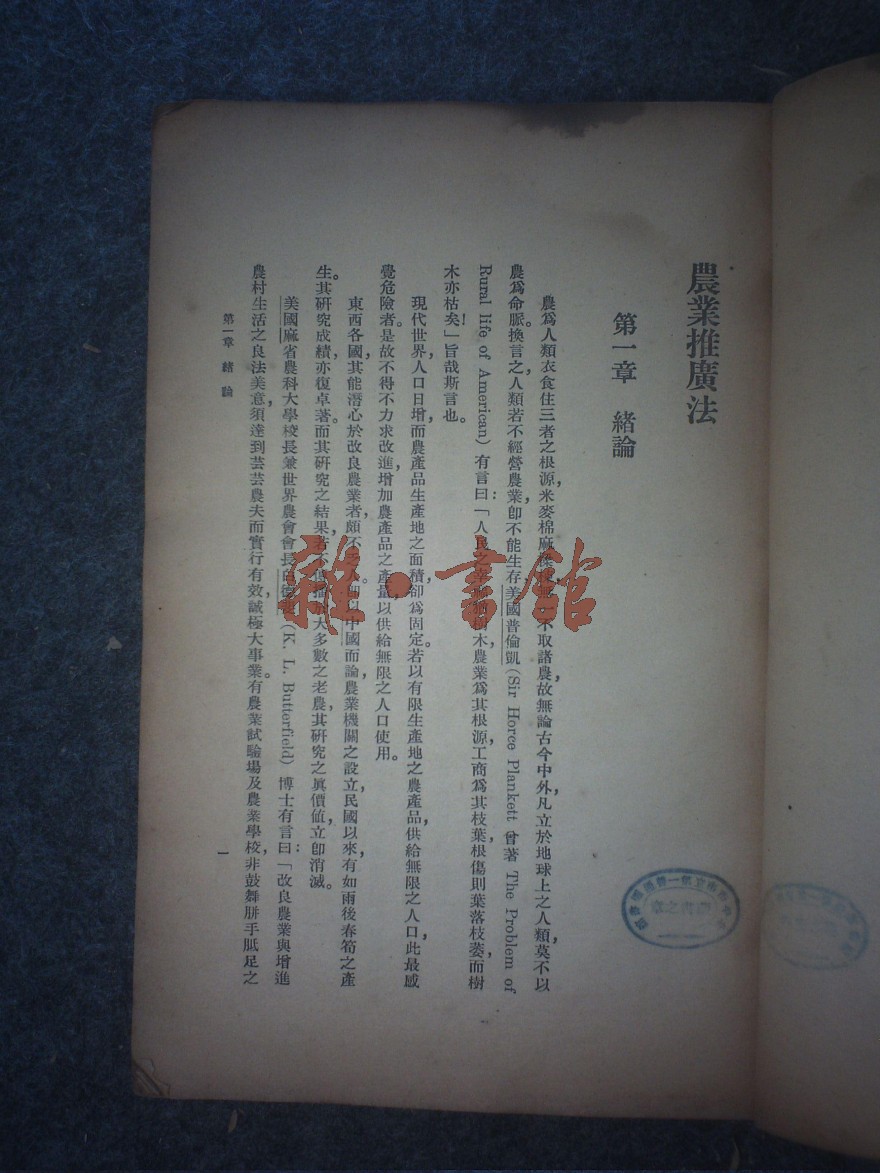 農業推廣法
第一章　緒論
農爲人類衣食住三者之根源，米麥棉麻 不取諸農，故無論古今中外，凡立於地球上之人類，莫不以
農爲命脈。換言之，人類若不經營農業，卽不能生存。美國普倫凱（Sir Horce Plankett 曾著 The Problem of
Rural life of American）有言曰：「人民之 樹木，農業爲其根源，工商爲其枝葉，根傷則葉落枝萎，而樹
木亦枯矣！」旨哉斯言也。
現代世界人口日增，而農產品生產地之面積，卻爲固定。若以有限生產地之農產品，供給無限之人口，此最感
覺危險者。是故不得不力求改進，增加農產品之產量，以供給無限之人口使用。
東西各國，其能潛心於改良農業者，頗不乏人。卽以中國而論，農業機關之設立，民國以來，有如雨後春筍之產
生。其研究成績，亦復卓著。而其研究之結果，若不 大多數之老農，其研究之眞價値，立卽消滅。
美國麻省農科大學校長兼世界農會會長 （K. L. Butterfield）博士有言曰：「改良農業與增進
農村生活之良法美意，須達到芸芸農夫而實行有效，誠極大事業。有農業試驗場及農業學校，非鼓舞胼手胝足之
第一章 緒論
一
雜·書館